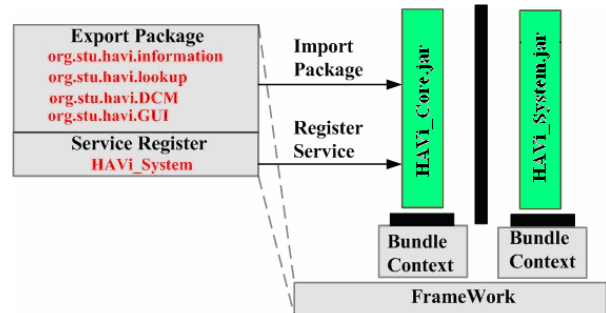 Export Package
org.stu.havi.information
org.stu.havi.lookup
org.stu.havi.DCM
org.stu.havi.GUI
Service Register
HAVi_System
Import
Package
Register
Service
HAVi_Core.jar
HAVi_System.jar
Bundle
Context
Bundle
Context
FrameWork